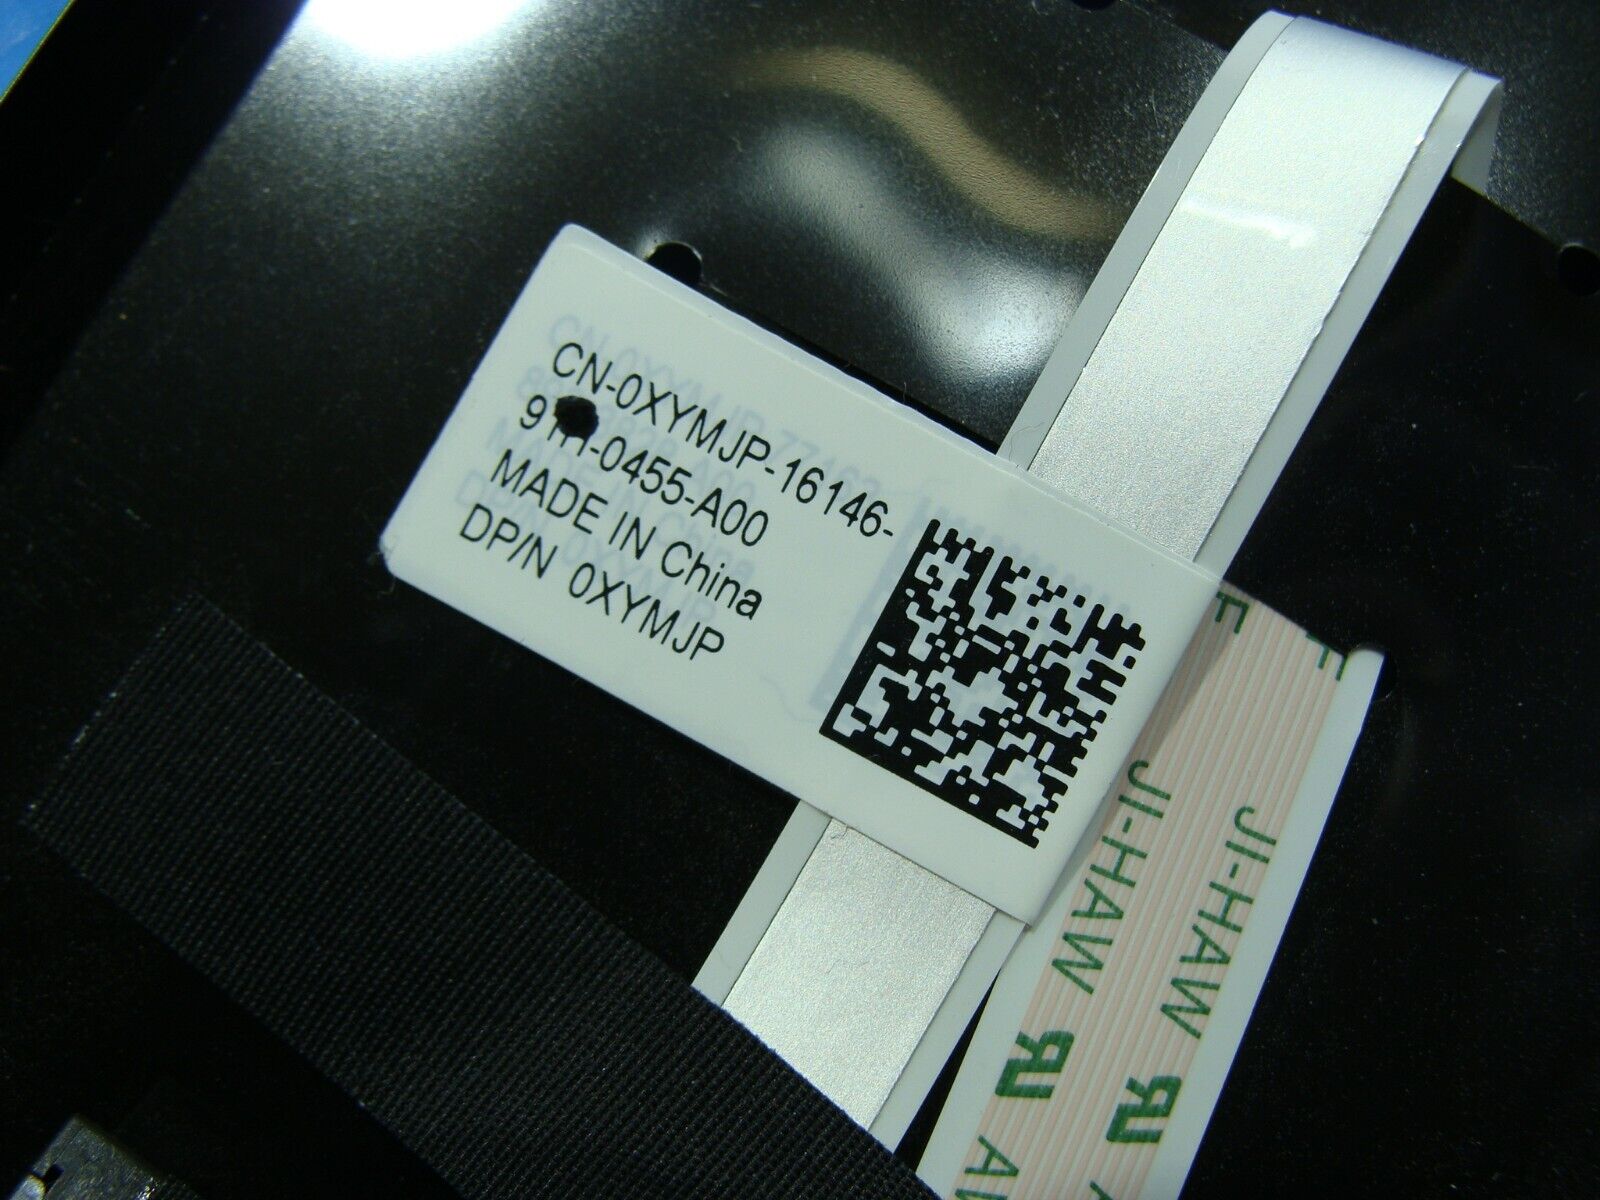 CN-0XYMJP-16146-
-0455-A00
MADE IN China
DP/N 0XYMJP
F
F
JI-HAW
JI-HAW